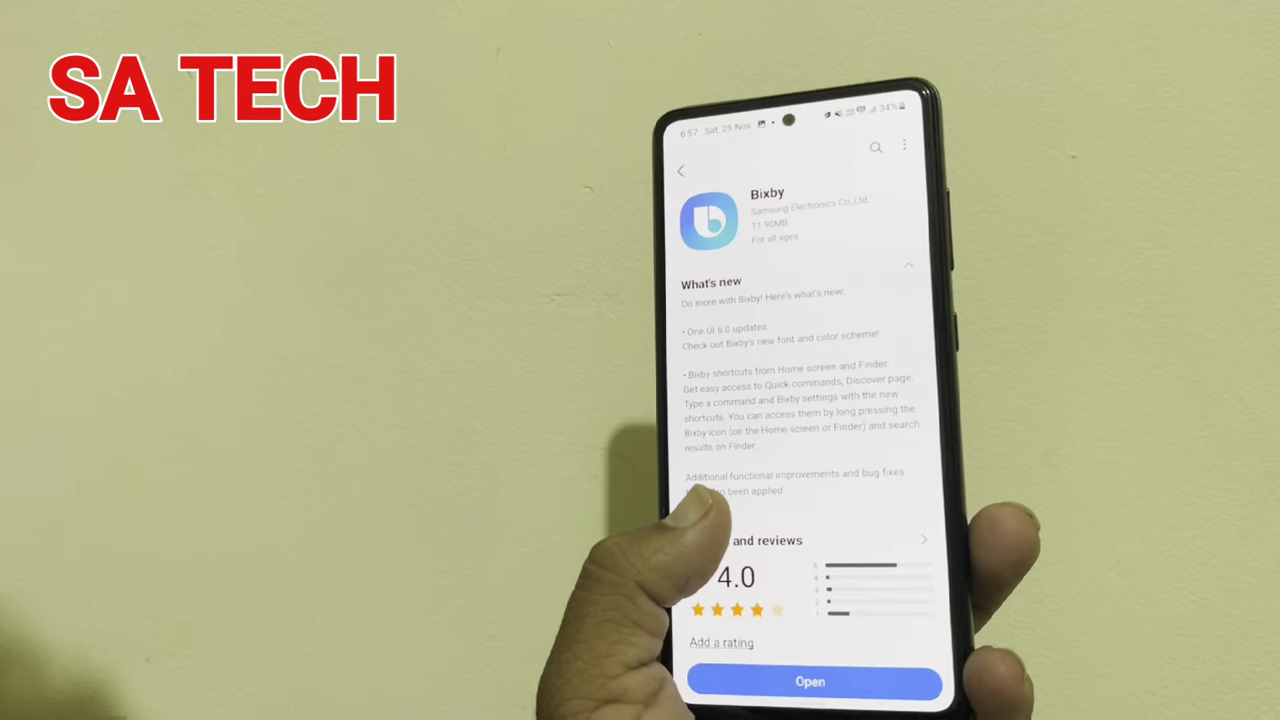 SA TECH
6:57 Sat, 25 Nov
34%
Bixby
Samsung Electronics Co.,Ltd.
11.90MB
For all ages
What's new
Do more with Bixby! Here's what's new:
• One UI 6.0 updates
Check out Bixby's new font and color scheme!
• Bixby shortcuts from Home screen and Finder.
Get easy access to Quick commands, Discover page,
Type a command and Bixby settings with the new
shortcuts. You can access them by long pressing the
Bixby icon (on the Home screen or Finder) and search
results on Finder.
Additional functional improvements and bug fixes
been applied.
and reviews
4.0
5
4
3
2
1
Add a rating
Open